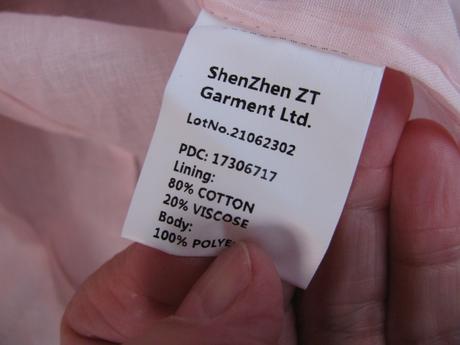 ShenZhen ZT
Garment Ltd.
LotNo.21062302
PDC: 17306717
Lining:
80% COTTON
20% VISCOSE
Body:
100% POLYE